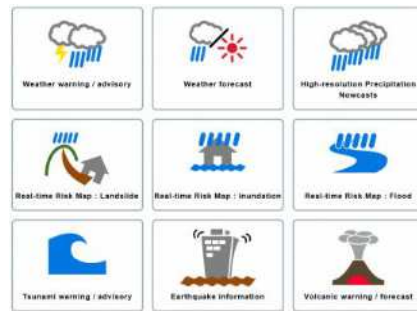 Weather warning / advisory
Weather forecast
High-resolution Precipitation
Nowcasts
Real-time Risk Map : Landslide
Real-time Risk Map : Inundation
Real-time Risk Map : Flood
Tsunami warning / advisory
Earthquake information
Volcanic warning / forecast